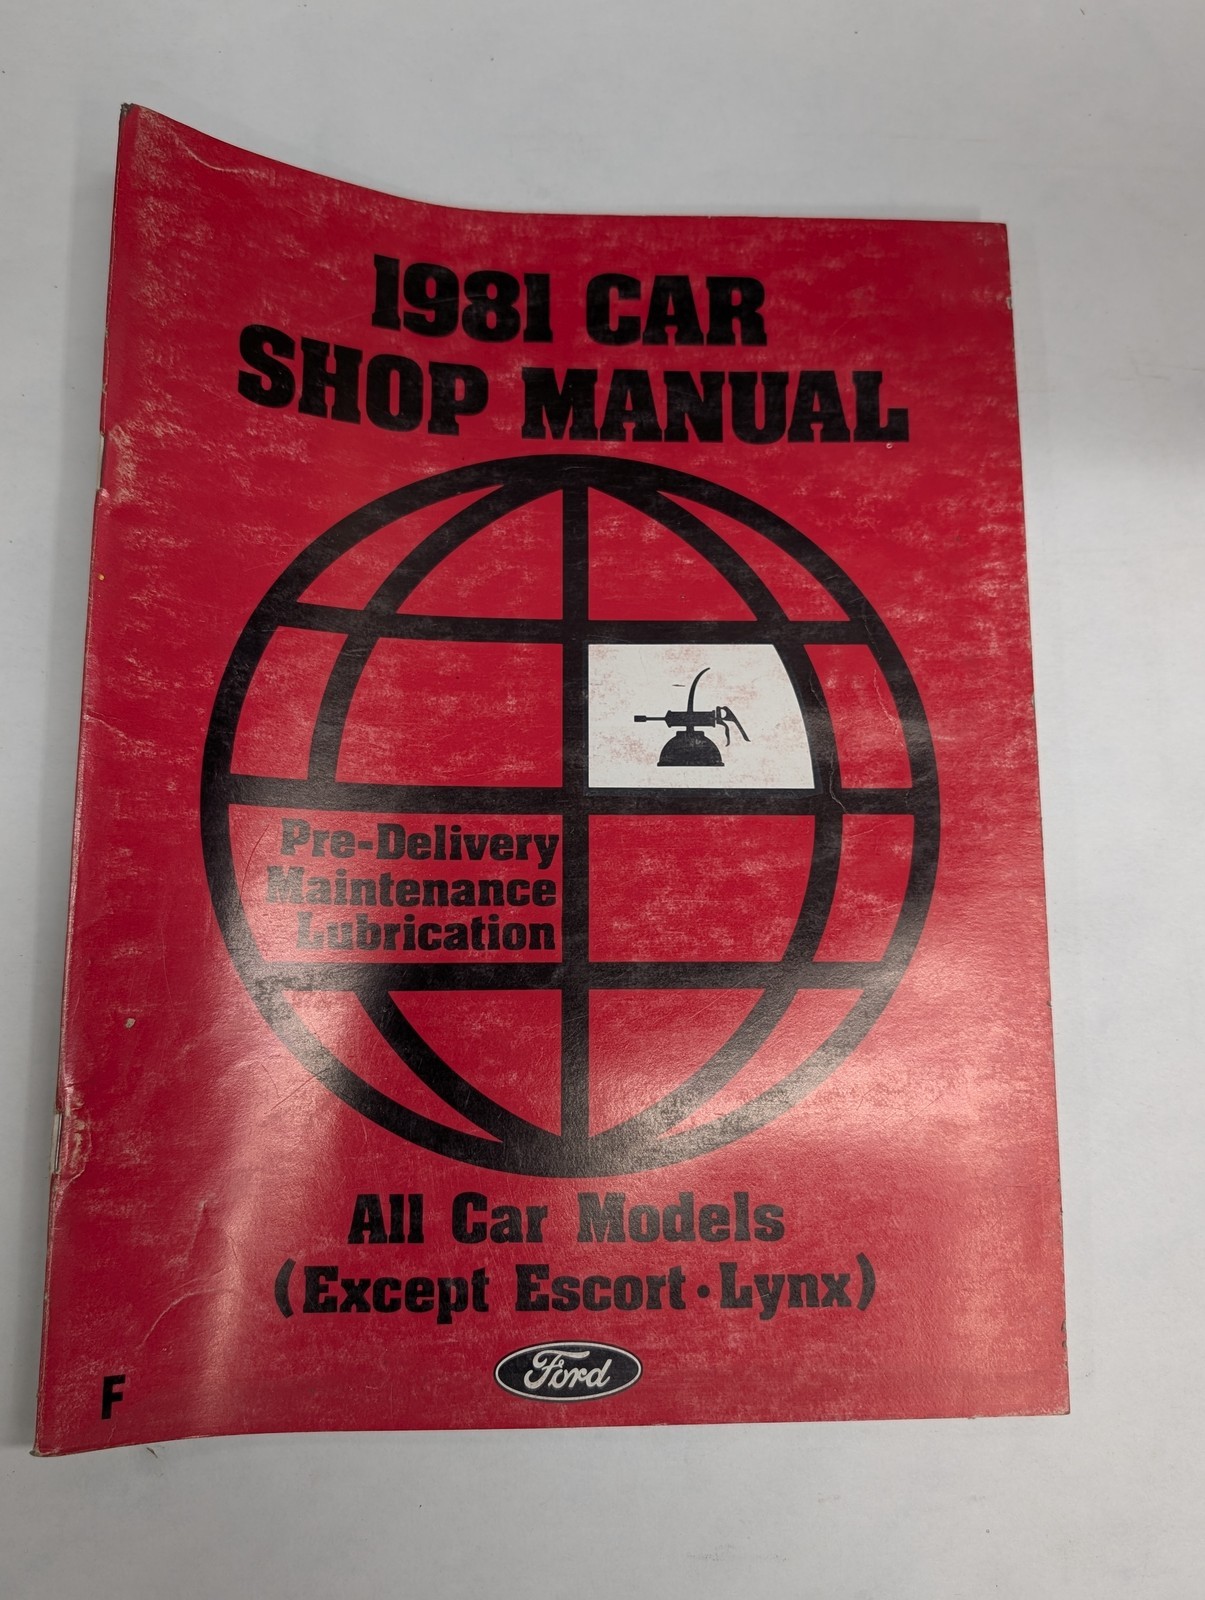 1981 CAR
SHOP MANUAL
Pre-Delivery
Maintenance
Lubrication
All Car Models
(Except Escort • Lynx)
Ford
F